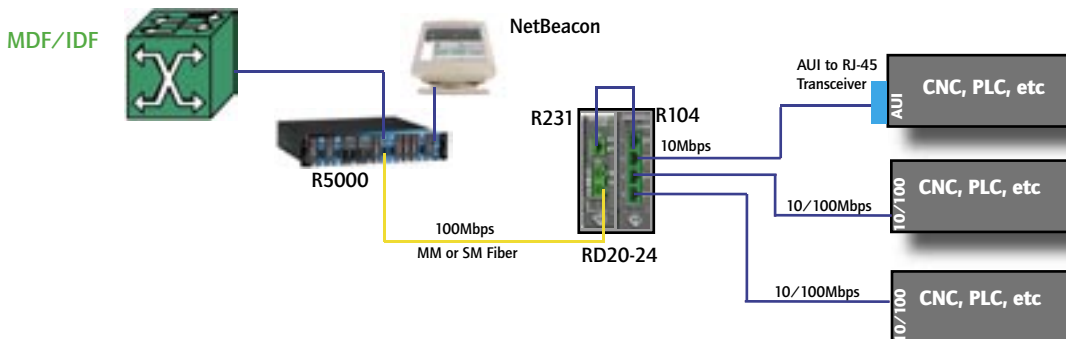 MDF/IDF
NetBeacon
R5000
100Mbps
MM or SM Fiber
R231
R104
RD20-24
10Mbps
AUI to RJ-45
Transceiver
AUI
CNC, PLC, etc
10/100Mbps
10/100
CNC, PLC, etc
10/100Mbps
10/100
CNC, PLC, etc